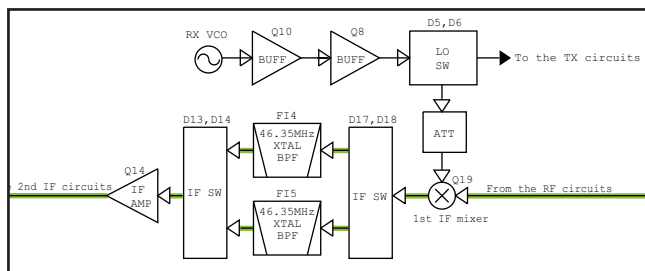 D5,D6
RX VCO
Q10
Q8
BUFF
BUFF
LO
SW
To the TX circuits
D13,D14
FI4
D17,D18
46.35MHz
XTAL
BPF
ATT
Q14
Q19
2nd IF circuits
IF
AMP
IF SW
FI5
46.35MHz
XTAL
BPF
IF SW
From the RF circuits
1st IF mixer